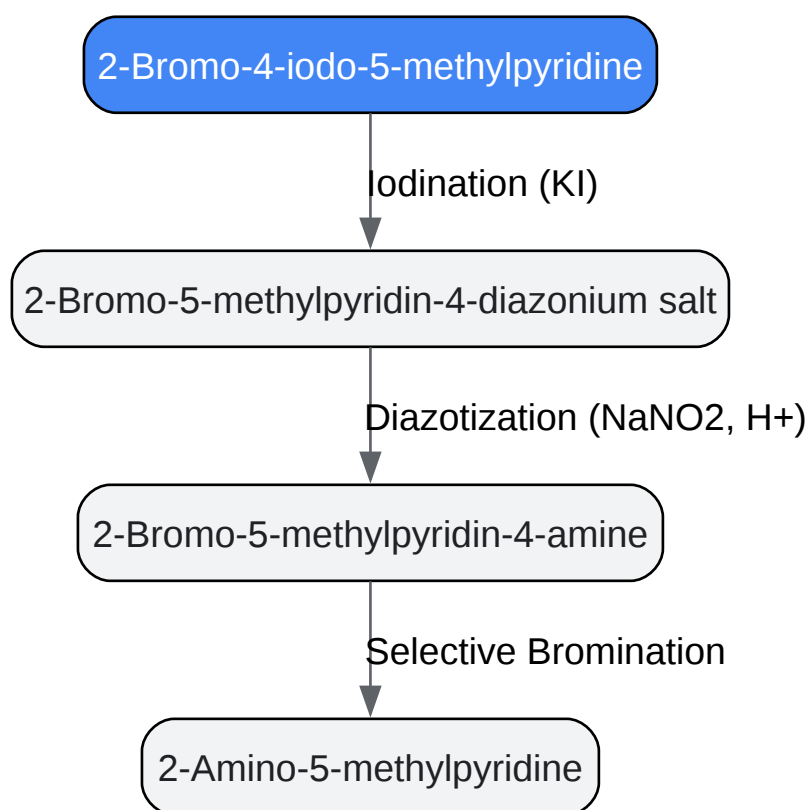 2-Bromo-4-iodo-5-methylpyridine
Iodination (KI)
2-Bromo-5-methylpyridin-4-diazonium salt
Diazotization (NaNO2, H+)
2-Bromo-5-methylpyridin-4-amine
Selective Bromination
2-Amino-5-methylpyridine